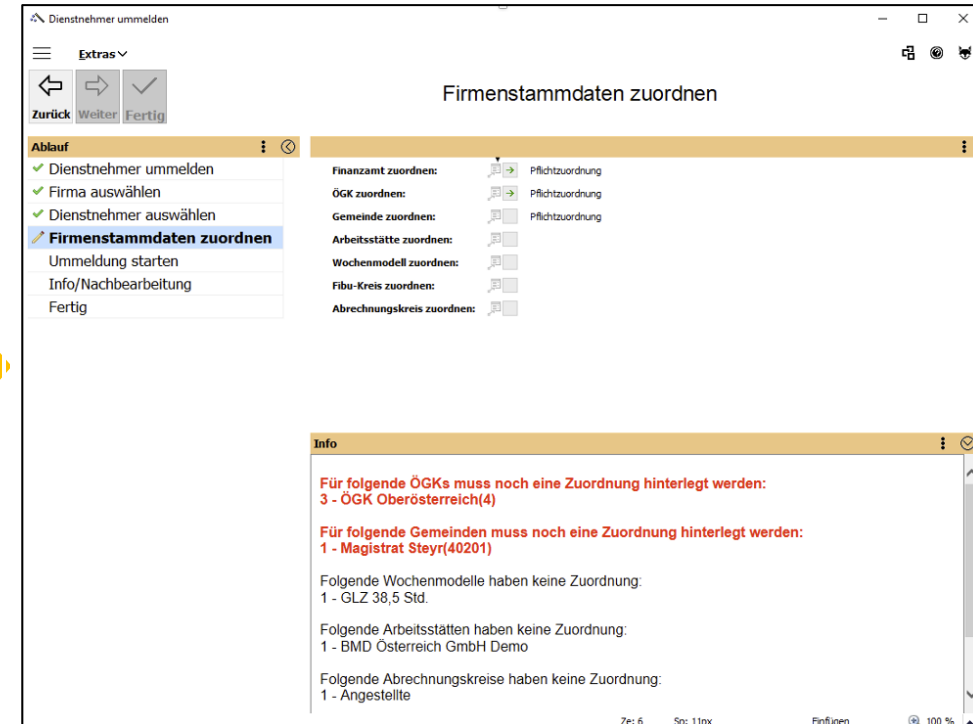 Dienstnehmer ummelden
Extras
Zurück Weiter Fertig
Firmenstammdaten zuordnen
Ablauf
Dienstnehmer ummelden
Firma auswählen
Dienstnehmer auswählen
Firmenstammdaten zuordnen
Ummeldung starten
Info/Nachbearbeitung
Fertig
Finanzamt zuordnen: Pflichtzuordnung
ÖGK zuordnen: Pflichtzuordnung
Gemeinde zuordnen: Pflichtzuordnung
Arbeitsstätte zuordnen:
Wochenmodell zuordnen:
Fibu-Kreis zuordnen:
Abrechnungskreis zuordnen:
Info
Für folgende ÖGKs muss noch eine Zuordnung hinterlegt werden:
3 - ÖGK Oberösterreich(4)
Für folgende Gemeinden muss noch eine Zuordnung hinterlegt werden:
1 - Magistrat Steyr(40201)
Folgende Wochenmodelle haben keine Zuordnung:
1 - GLZ 38,5 Std.
Folgende Arbeitsstätten haben keine Zuordnung:
1 - BMD Österreich GmbH Demo
Folgende Abrechnungskreise haben keine Zuordnung:
1 - Angestellte
Ze: 6 Sp: 11px Einfügen 100 %